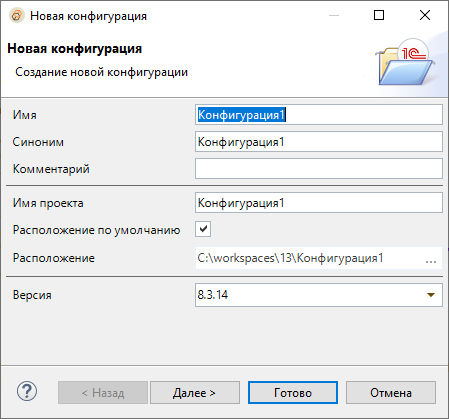 Новая конфигурация
Новая конфигурация
Создание новой конфигурации
1С
Имя Конфигурация1
Синоним Конфигурация1
Комментарий
Имя проекта Конфигурация1
Расположение по умолчанию
Расположение C:\workspaces\13\Конфигурация1 ...
Версия 8.3.14
? < Назад Далее > Готово Отмена